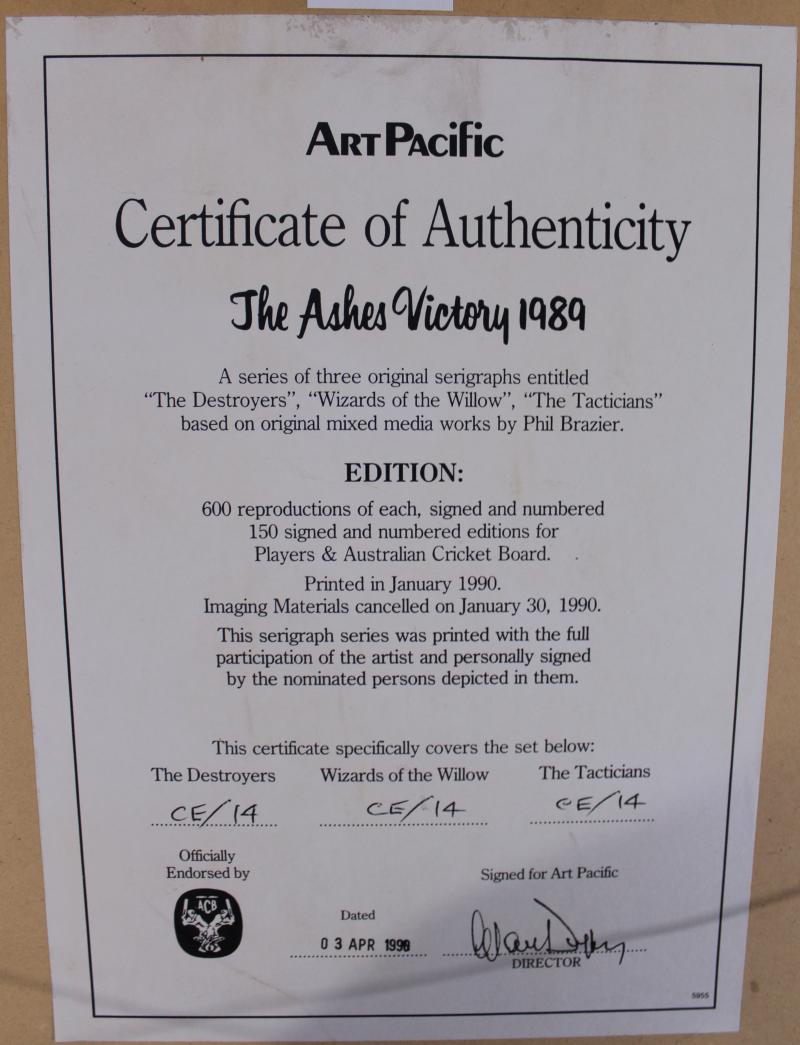 ART PACIFIC
Certificate of Authenticity
The Ashes Victory 1989
A series of three original serigraphs entitled
“The Destroyers”, “Wizards of the Willow”, “The Tacticians”
based on original mixed media works by Phil Brazier.
EDITION:
600 reproductions of each, signed and numbered
150 signed and numbered editions for
Players & Australian Cricket Board.
Printed in January 1990.
Imaging Materials cancelled on January 30, 1990.
This serigraph series was printed with the full
participation of the artist and personally signed
by the nominated persons depicted in them.
This certificate specifically covers the set below:
The Destroyers Wizards of the Willow The Tacticians
CE/14 CE/14 CE/14
Officially
Endorsed by
ACB
Signed for Art Pacific
Dated
03 APR 1990
DIRECTOR
5955